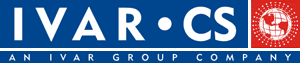 IVAR • CS
AN IVAR GROUP COMPANY